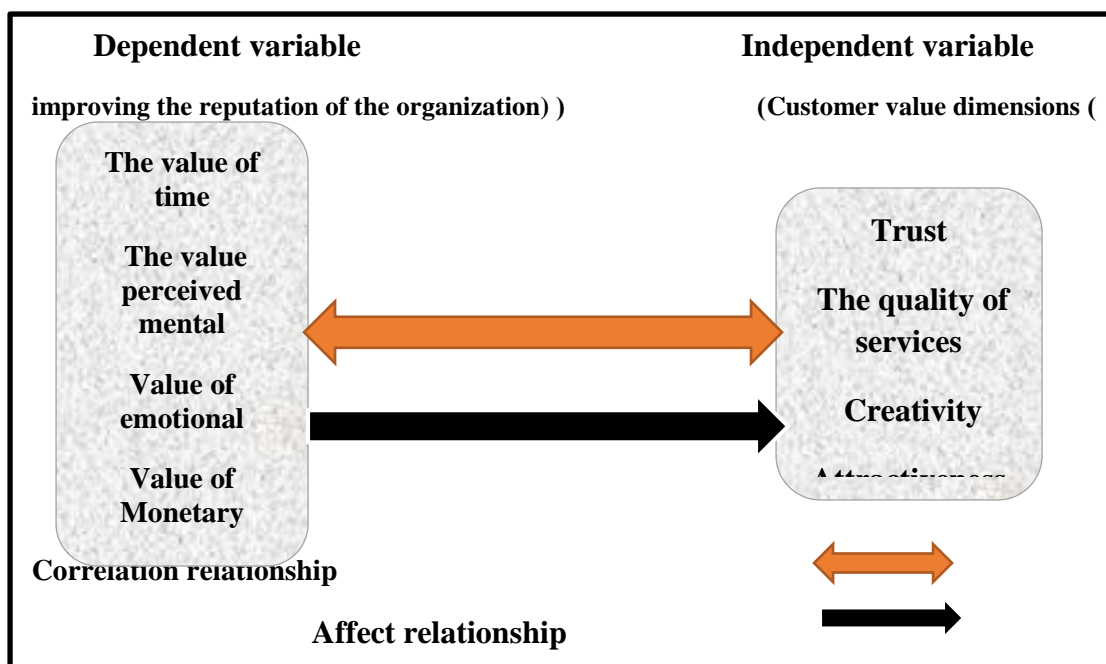 Dependent variable
Independent variable
improving the reputation of the organization) )
(Customer value dimensions (
The value of
time
The value
perceived
mental
Value of
emotional
Value of
Monetary
Trust
The quality of
services
Creativity
Attractiveness
Correlation relationship
Affect relationship